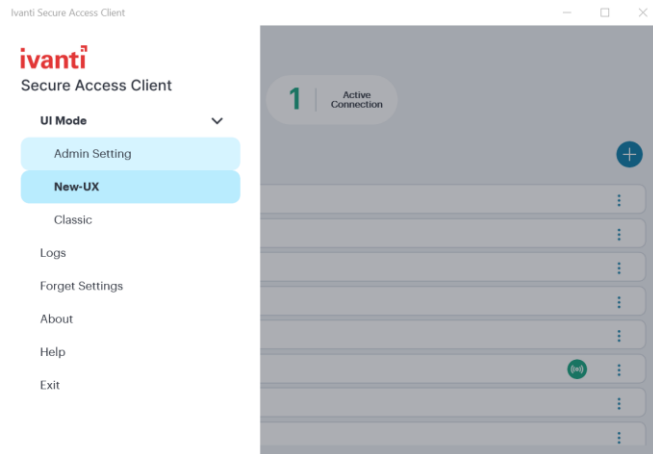 Ivanti Secure Access Client
ivanti
Secure Access Client
UI Mode
Admin Setting
New-UX
Classic
Logs
Forget Settings
About
Help
Exit
1
Active
Connection